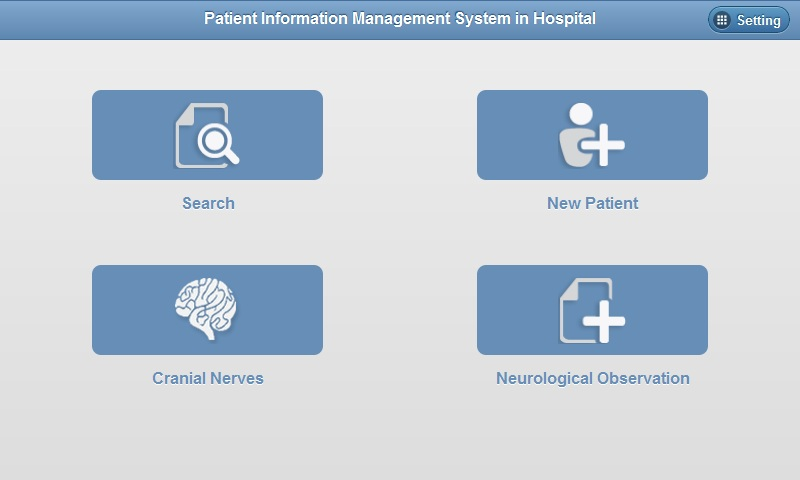 Patient Information Management System in Hospital
Setting
Search
New Patient
Cranial Nerves
Neurological Observation